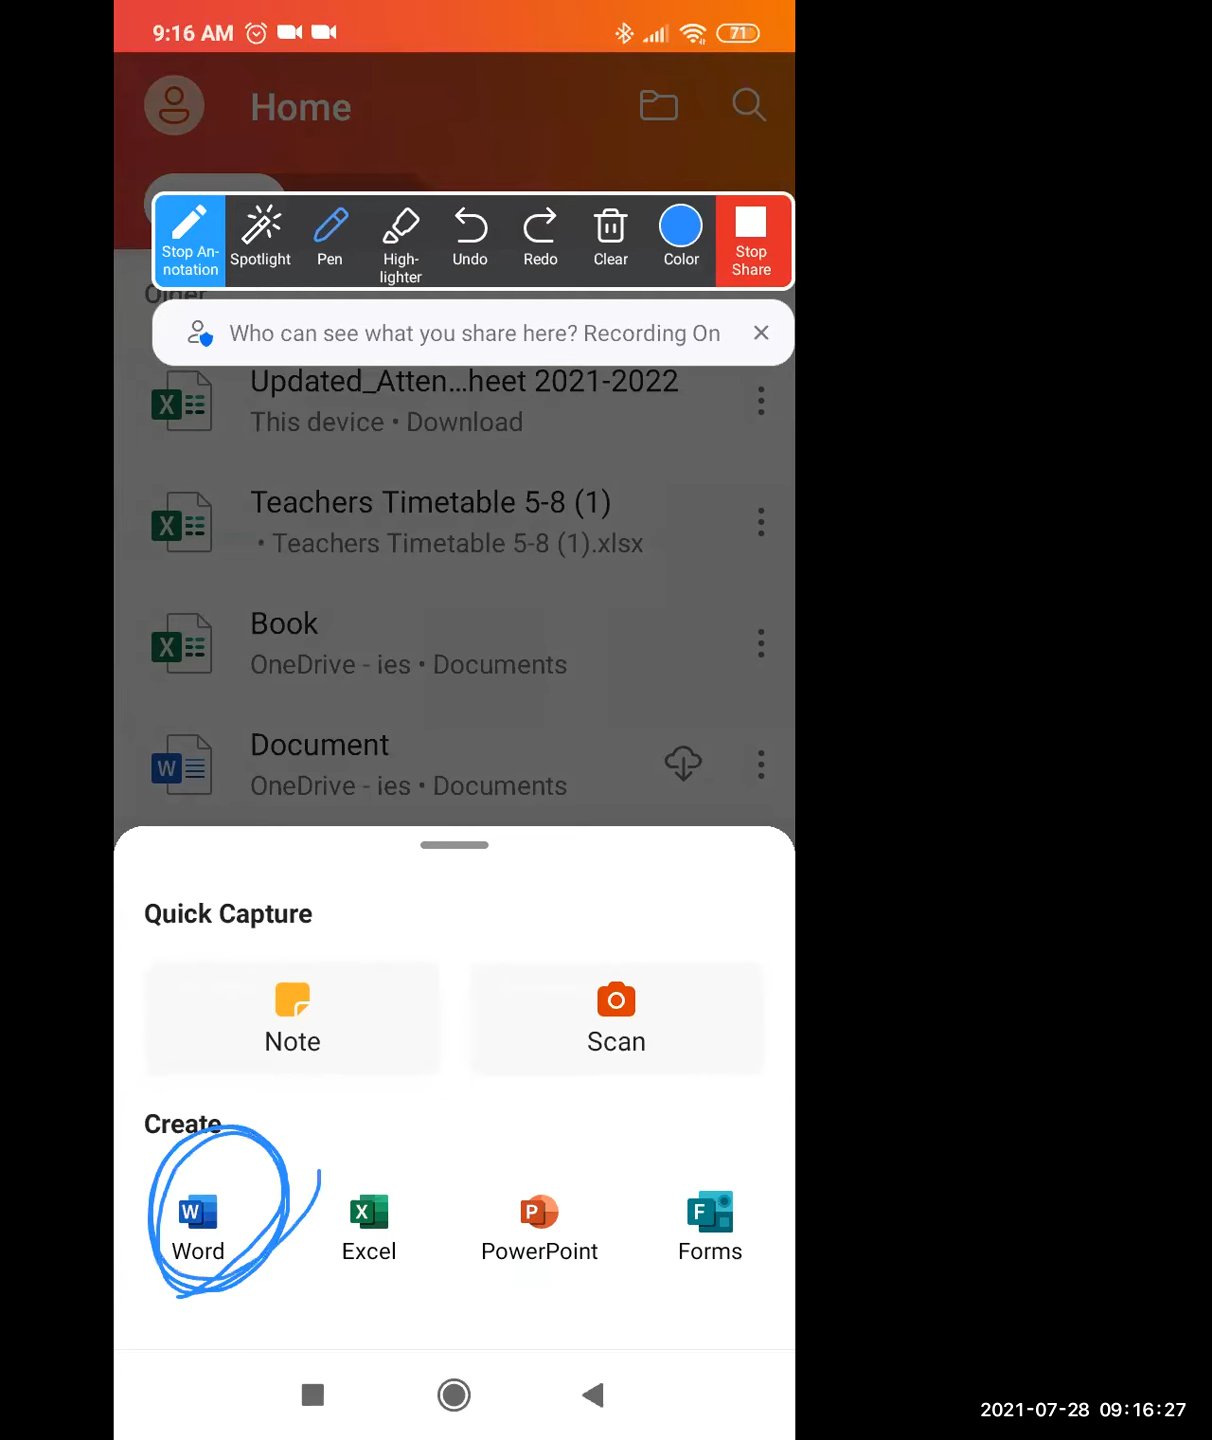 9:16 AM 71
Home
Stop An-
notation
Spotlight
Pen
High-
lighter
Undo
Redo
Clear
Color
Stop
Share
Older
Who can see what you share here? Recording On
Updated_Atten...heet 2021-2022
This device • Download
Teachers Timetable 5-8 (1)
• Teachers Timetable 5-8 (1).xlsx
Book
OneDrive - ies • Documents
Document
OneDrive - ies • Documents
Quick Capture
Note
Scan
Create
Word
Excel
PowerPoint
Forms
2021-07-28 09:16:27